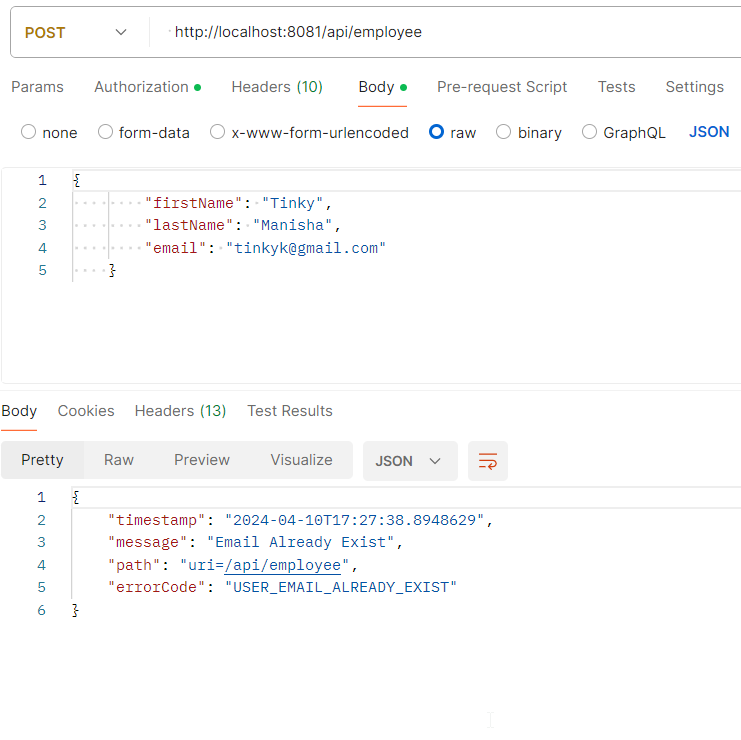 POST http://localhost:8081/api/employee
Params Authorization Headers (10) Body Pre-request Script Tests Settings
none form-data x-www-form-urlencoded raw binary GraphQL JSON
1 {
2 "firstName": "Tinky",
3 "lastName": "Manisha",
4 "email": "tinkyk@gmail.com"
5 }
Body Cookies Headers (13) Test Results
Pretty Raw Preview Visualize JSON
1 {
2 "timestamp": "2024-04-10T17:27:38.8948629",
3 "message": "Email Already Exist",
4 "path": "uri=/api/employee",
5 "errorCode": "USER_EMAIL_ALREADY_EXIST"
6 }